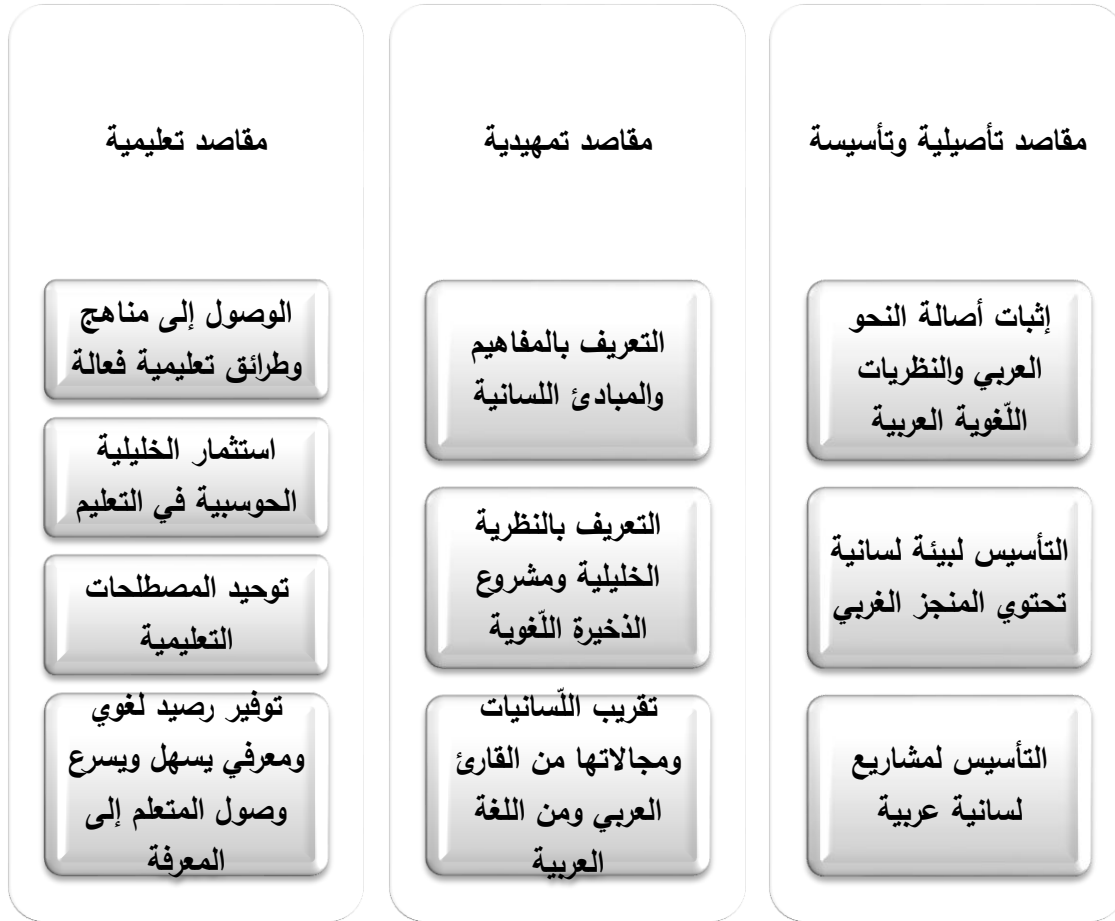 مقاصد تأصيلية وتأسيسة
إثبات أصالة النحو
العربي والنظريات
اللّغوية العربية
التأسيس لبيئة لسانية
تحتوي المنجز الغربي
التأسيس لمشاريع
لسانية عربية
مقاصد تمهيدية
التعريف بالمفاهيم
والمبادئ اللسانية
التعريف بالنظرية
الخليلية ومشروع
الذخيرة اللّغوية
تقريب اللّسانيات
ومجالاتها من القارئ
العربي ومن اللغة
العربية
مقاصد تعليمية
الوصول إلى مناهج
وطرائق تعليمية فعالة
استثمار الخليلية
الحوسبية في التعليم
توحيد المصطلحات
التعليمية
توفير رصيد لغوي
ومعرفي يسهل ويسرع
وصول المتعلم إلى
المعرفة